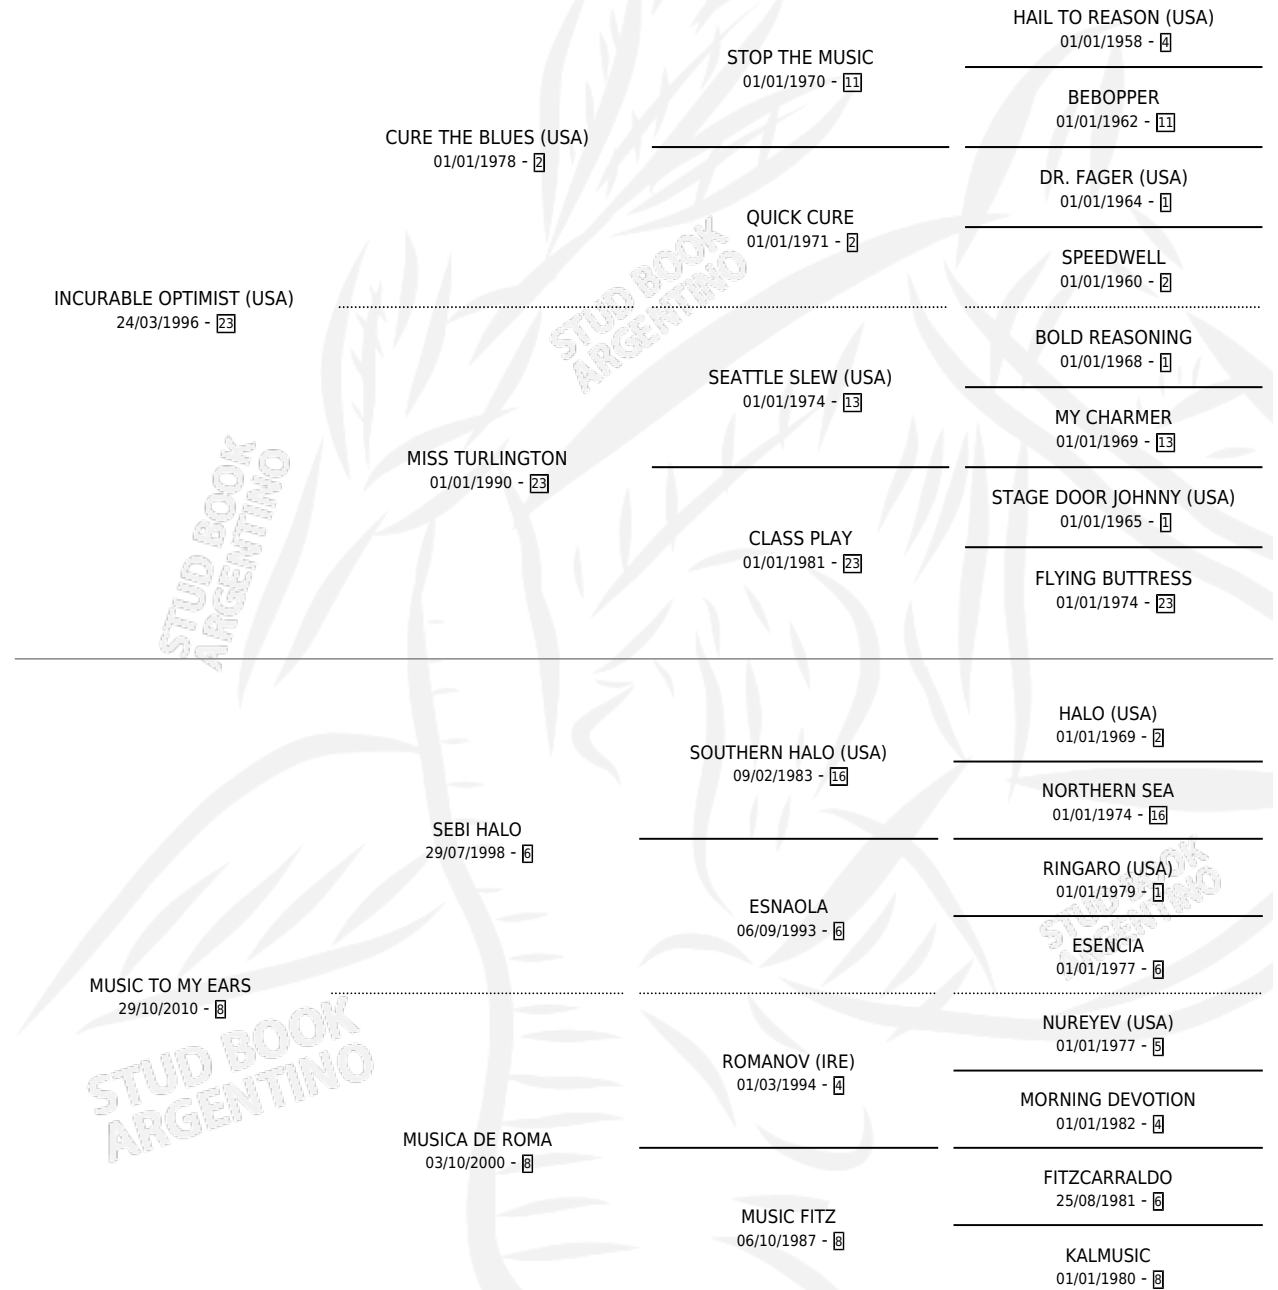 HAIL TO REASON (USA)
01/01/1958 - 4
STOP THE MUSIC
01/01/1970 - 11
BEBOPPER
01/01/1962 - 11
CURE THE BLUES (USA)
01/01/1978 - 2
DR. FAGER (USA)
01/01/1964 - 1
QUICK CURE
01/01/1971 - 2
SPEEDWELL
01/01/1960 - 2
INCURABLE OPTIMIST (USA)
24/03/1996 - 23
BOLD REASONING
01/01/1968 - 1
SEATTLE SLEW (USA)
01/01/1974 - 13
MY CHARMER
01/01/1969 - 13
MISS TURLINGTON
01/01/1990 - 23
STAGE DOOR JOHNNY (USA)
01/01/1965 - 1
CLASS PLAY
01/01/1981 - 23
FLYING BUTTRESS
01/01/1974 - 23
HALO (USA)
01/01/1969 - 2
SOUTHERN HALO (USA)
09/02/1983 - 16
NORTHERN SEA
01/01/1974 - 16
SEBI HALO
29/07/1998 - 6
RINGARO (USA)
01/01/1979 - 1
ESNAOLA
06/09/1993 - 6
ESENCIA
01/01/1977 - 6
MUSIC TO MY EARS
29/10/2010 - 8
NUREYEV (USA)
01/01/1977 - 5
ROMANOV (IRE)
01/03/1994 - 4
MORNING DEVOTION
01/01/1982 - 4
MUSICA DE ROMA
03/10/2000 - 8
FITZCARRALDO
25/08/1981 - 6
MUSIC FITZ
06/10/1987 - 8
KALMUSIC
01/01/1980 - 8
STUD BOOK
ARGENTINO
STUD BOOK
ARGENTINO
STUD BOOK
ARGENTINO
STUD BOOK
ARGENTINO